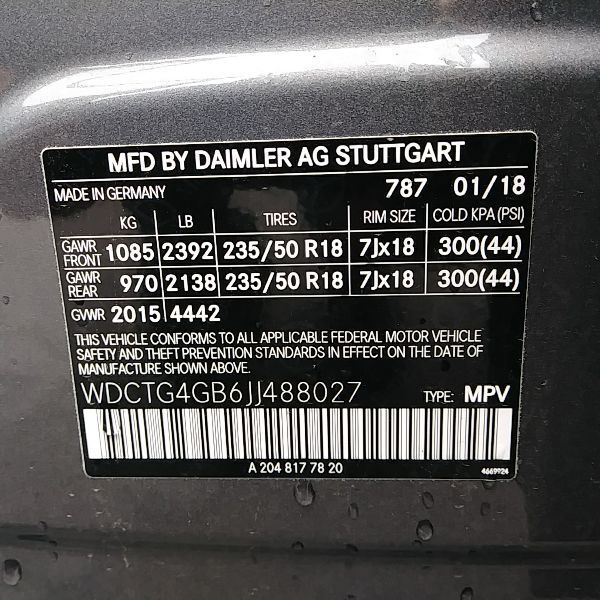 MFD BY DAIMLER AG STUTTGART
MADE IN GERMANY 787 01/18
KG LB TIRES RIM SIZE COLD KPA (PSI)
GAWR FRONT 1085 2392 235/50 R18 7Jx18 300(44)
GAWR REAR 970 2138 235/50 R18 7Jx18 300(44)
GVWR 2015 4442
THIS VEHICLE CONFORMS TO ALL APPLICABLE FEDERAL MOTOR VEHICLE
SAFETY AND THEFT PREVENTION STANDARDS IN EFFECT ON THE DATE
OF MANUFACTURE SHOWN ABOVE.
WDCTG4GB6JJ488027 TYPE: MPV
A 204 817 78 20 4669924